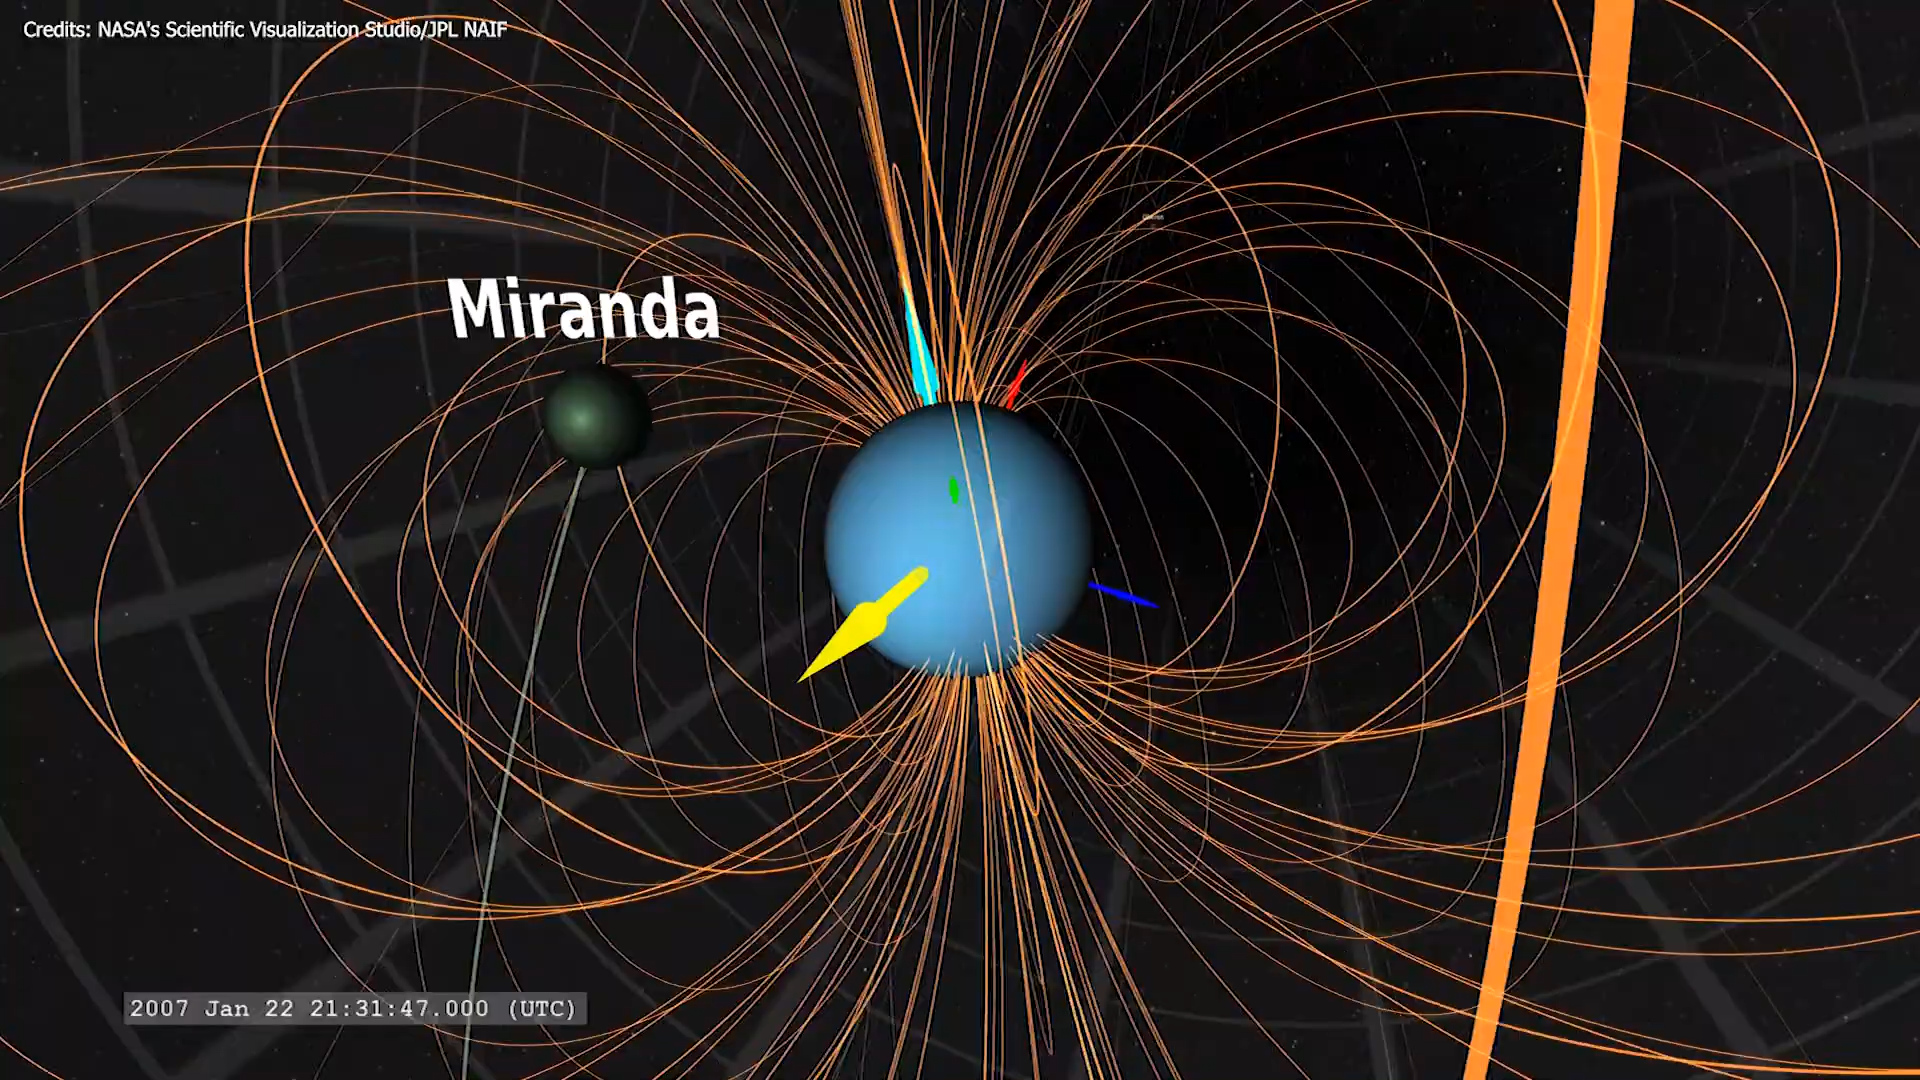 Credits: NASA's Scientific Visualization Studio/JPL NAIF
Miranda
2007 Jan 22 21:31:47.000 (UTC)